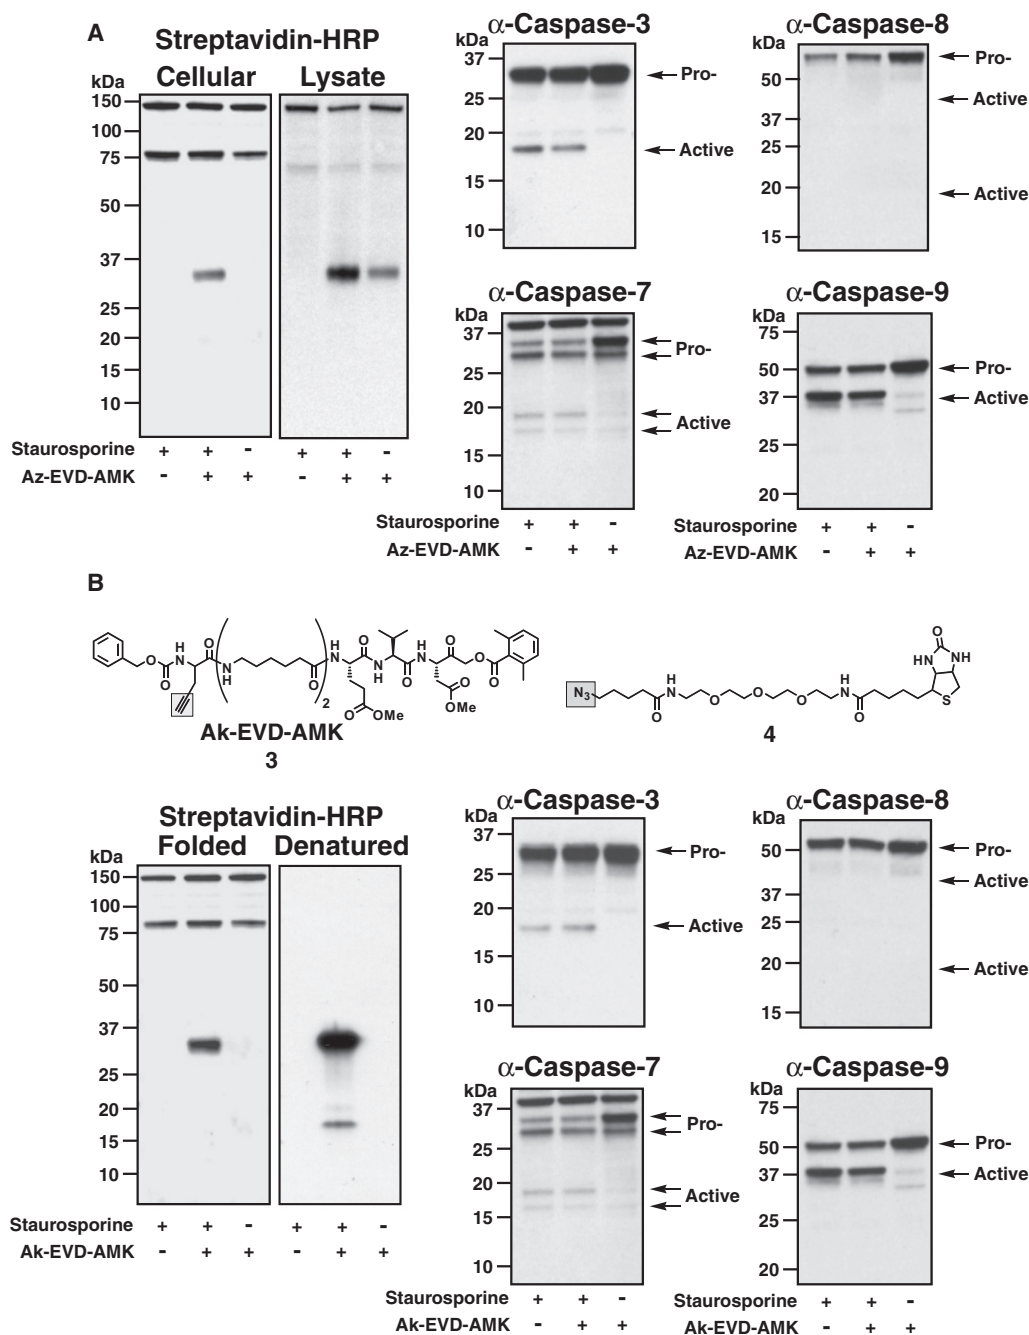 A
Streptavidin-HRP
Cellular Lysate
kDa
150
100
75
50
37
25
20
15
10
Staurosporine + + - + + -
Az-EVD-AMK - + + - + +
α-Caspase-3
kDa
37
25
20
15
10
Pro-
Active
α-Caspase-8
kDa
50
37
25
20
15
Pro-
Active
Active
α-Caspase-7
kDa
37
25
20
15
10
Pro-
Active
Staurosporine + + -
Az-EVD-AMK - + +
α-Caspase-9
kDa
75
50
37
25
20
Pro-
Active
Staurosporine + + -
Az-EVD-AMK - + +
B
O
O
H
N
O
N
H
O
2
H
N
O
OMe
O
N
H
O
H
N
O
OMe
O
O
O
Ak-EVD-AMK
3
N3
O
H
N
O
O
O
H
N
O
O
HN
NH
S
4
Streptavidin-HRP
Folded Denatured
kDa
150
100
75
50
37
25
20
15
10
Staurosporine + + - + + -
Ak-EVD-AMK - + + - + +
α-Caspase-3
kDa
37
25
20
15
10
Pro-
Active
α-Caspase-8
kDa
50
37
25
20
15
Pro-
Active
Active
α-Caspase-7
kDa
37
25
20
15
10
Pro-
Active
Staurosporine + + -
Ak-EVD-AMK - + +
α-Caspase-9
kDa
75
50
37
25
20
Pro-
Active
Staurosporine + + -
Ak-EVD-AMK - + +